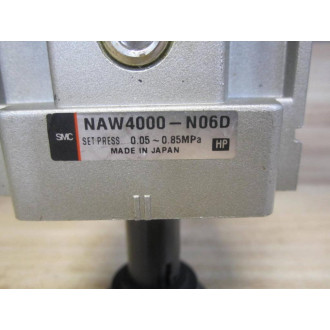 SMC NAW4000-N06D
SET PRESS 0.05~0.85MPa
MADE IN JAPAN HP